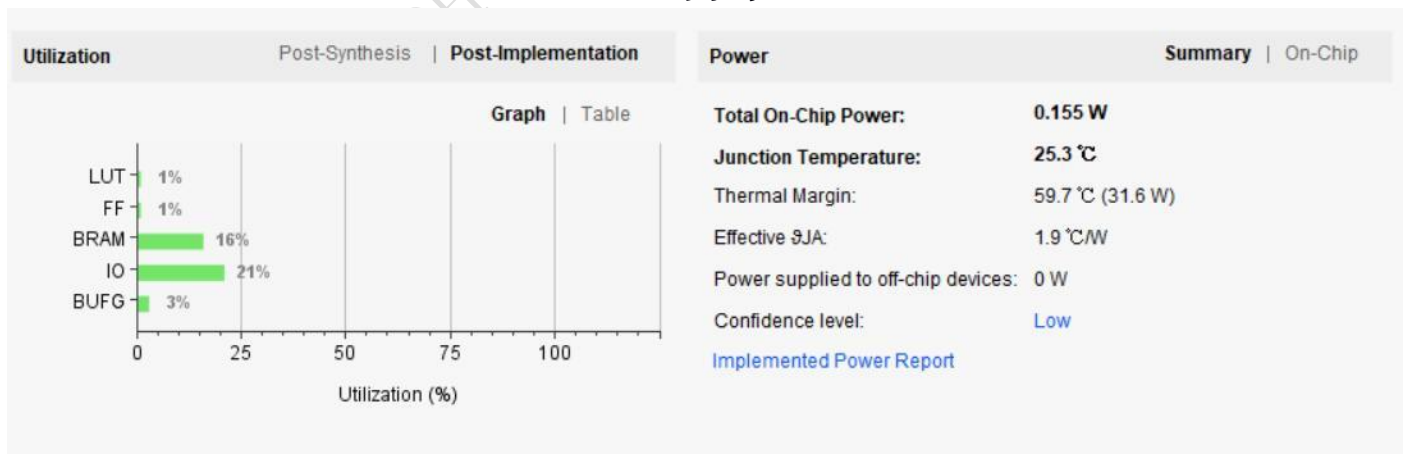 Utilization
Post-Synthesis | Post-Implementation
Graph | Table
LUT 1%
FF 1%
BRAM 16%
IO 21%
BUFG 3%
0 25 50 75 100
Utilization (%)
Power
Summary | On-Chip
Total On-Chip Power: 0.155 W
Junction Temperature: 25.3 ℃
Thermal Margin: 59.7 ℃ (31.6 W)
Effective ϑJA: 1.9 ℃/W
Power supplied to off-chip devices: 0 W
Confidence level: Low
Implemented Power Report